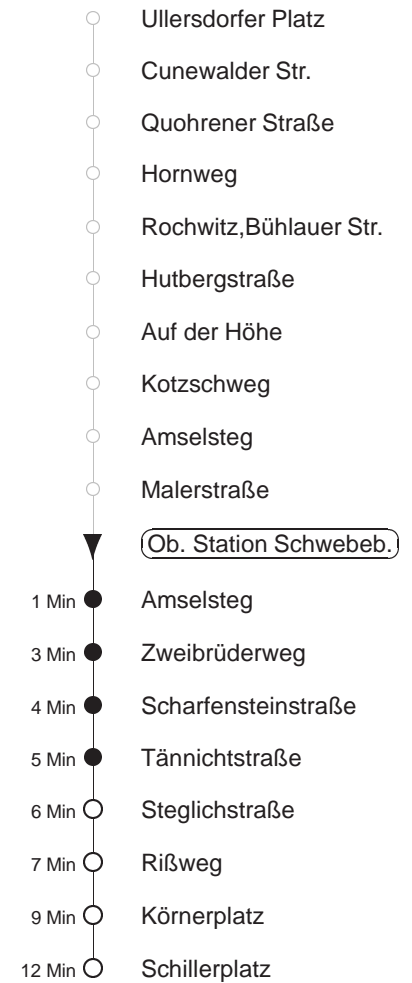 Ullersdorfer Platz
Cunewalder Str.
Quohrener Straße
Hornweg
Rochwitz,Bühlauer Str.
Hutbergstraße
Auf der Höhe
Kotzschweg
Amselsteg
Malerstraße
Ob. Station Schwebeb.
1 Min Amselsteg
3 Min Zweibrüderweg
4 Min Scharfensteinstraße
5 Min Tännichtstraße
6 Min Steglichstraße
7 Min Rißweg
9 Min Körnerplatz
12 Min Schillerplatz